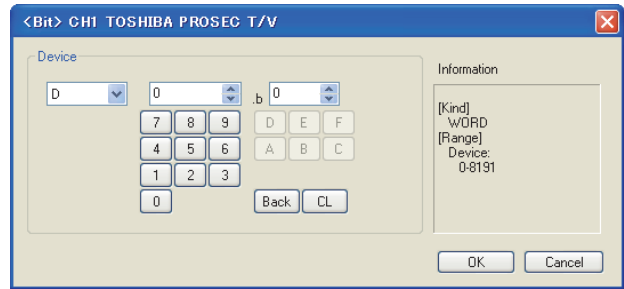 <Bit> CH1 TOSHIBA PROSEC T/V
Device
D 0 .b 0
7 8 9 D E F
4 5 6 A B C
1 2 3
0 Back CL
Information
[Kind]
WORD
[Range]
Device:
0-8191
OK Cancel